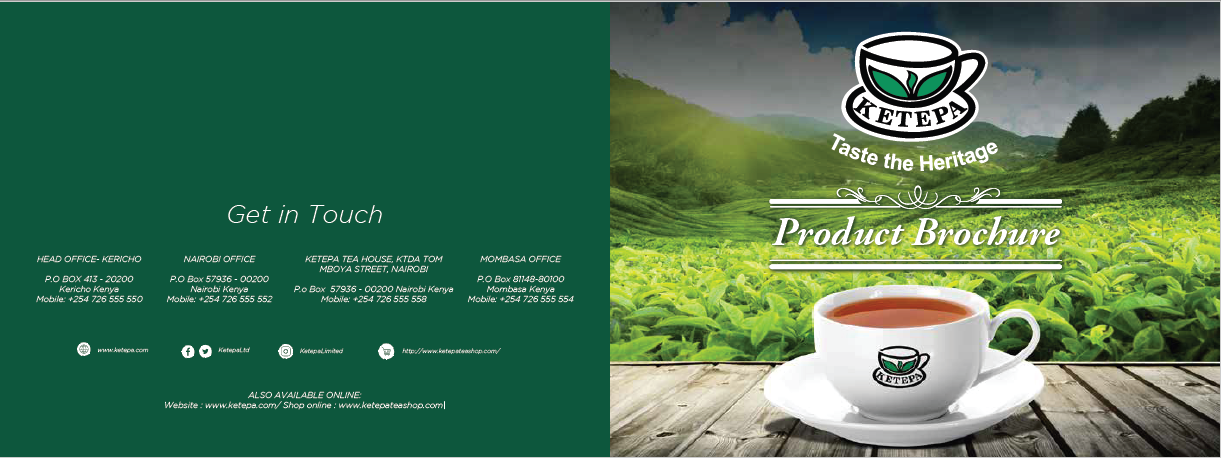 Get in Touch
HEAD OFFICE- KERICHO
P.O BOX 413 - 20200
Kericho Kenya
Mobile: +254 726 555 550
NAIROBI OFFICE
P.O Box 57936 - 00200
Nairobi Kenya
Mobile: +254 726 555 552
KETEPA TEA HOUSE, KTDA TOM
MBOYA STREET, NAIROBI
P.o Box 57936 - 00200 Nairobi Kenya
Mobile: +254 726 555 558
MOMBASA OFFICE
P.O Box 81148-80100
Mombasa Kenya
Mobile: +254 726 555 554
www.ketepa.com
KetepaLtd
KetepaLimited
http://www.ketepateashop.com/
ALSO AVAILABLE ONLINE:
Website : www.ketepa.com/ Shop online : www.ketepateashop.com|
KETEPA
Taste the Heritage
Product Brochure
KETEPA